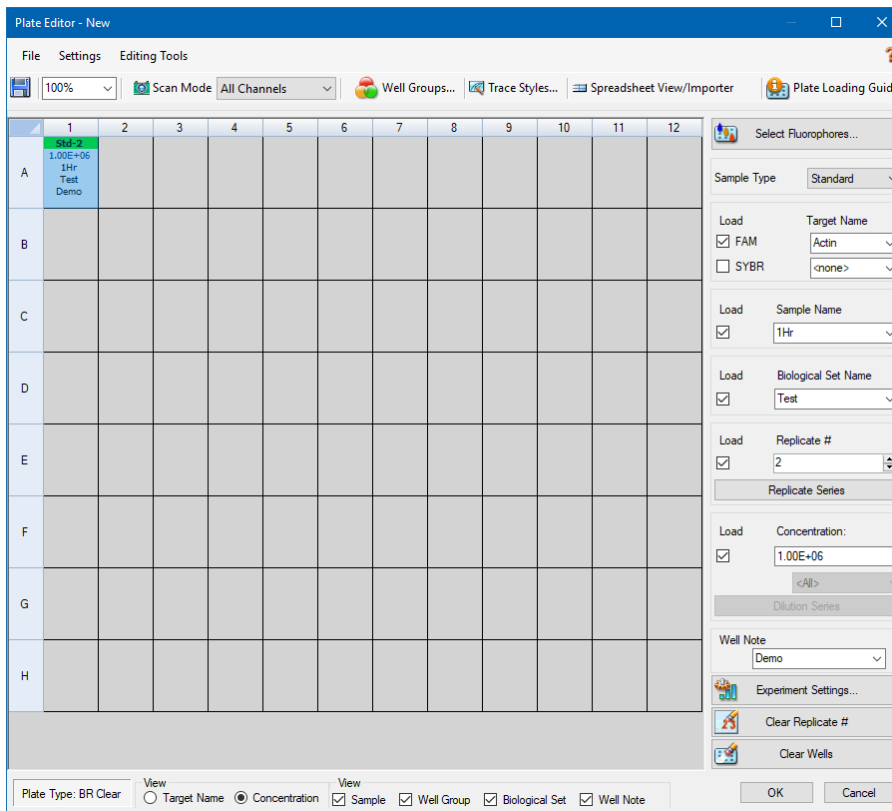 Plate Editor - New
File Settings Editing Tools
100% Scan Mode All Channels Well Groups... Trace Styles... Spreadsheet View/Importer Plate Loading Guid
1 2 3 4 5 6 7 8 9 10 11 12
A
Std-2
1.00E+06
1Hr
Test
Demo
B
C
D
E
F
G
H
Select Fluorophores...
Sample Type Standard
Load Target Name
FAM Actin
SYBR <none>
Load Sample Name
1Hr
Load Biological Set Name
Test
Load Replicate #
2
Replicate Series
Load Concentration:
1.00E+06
<All>
Dilution Series
Well Note
Demo
Experiment Settings...
Clear Replicate #
Clear Wells
Plate Type: BR Clear
View
Target Name Concentration
View
Sample Well Group Biological Set Well Note
OK Cancel